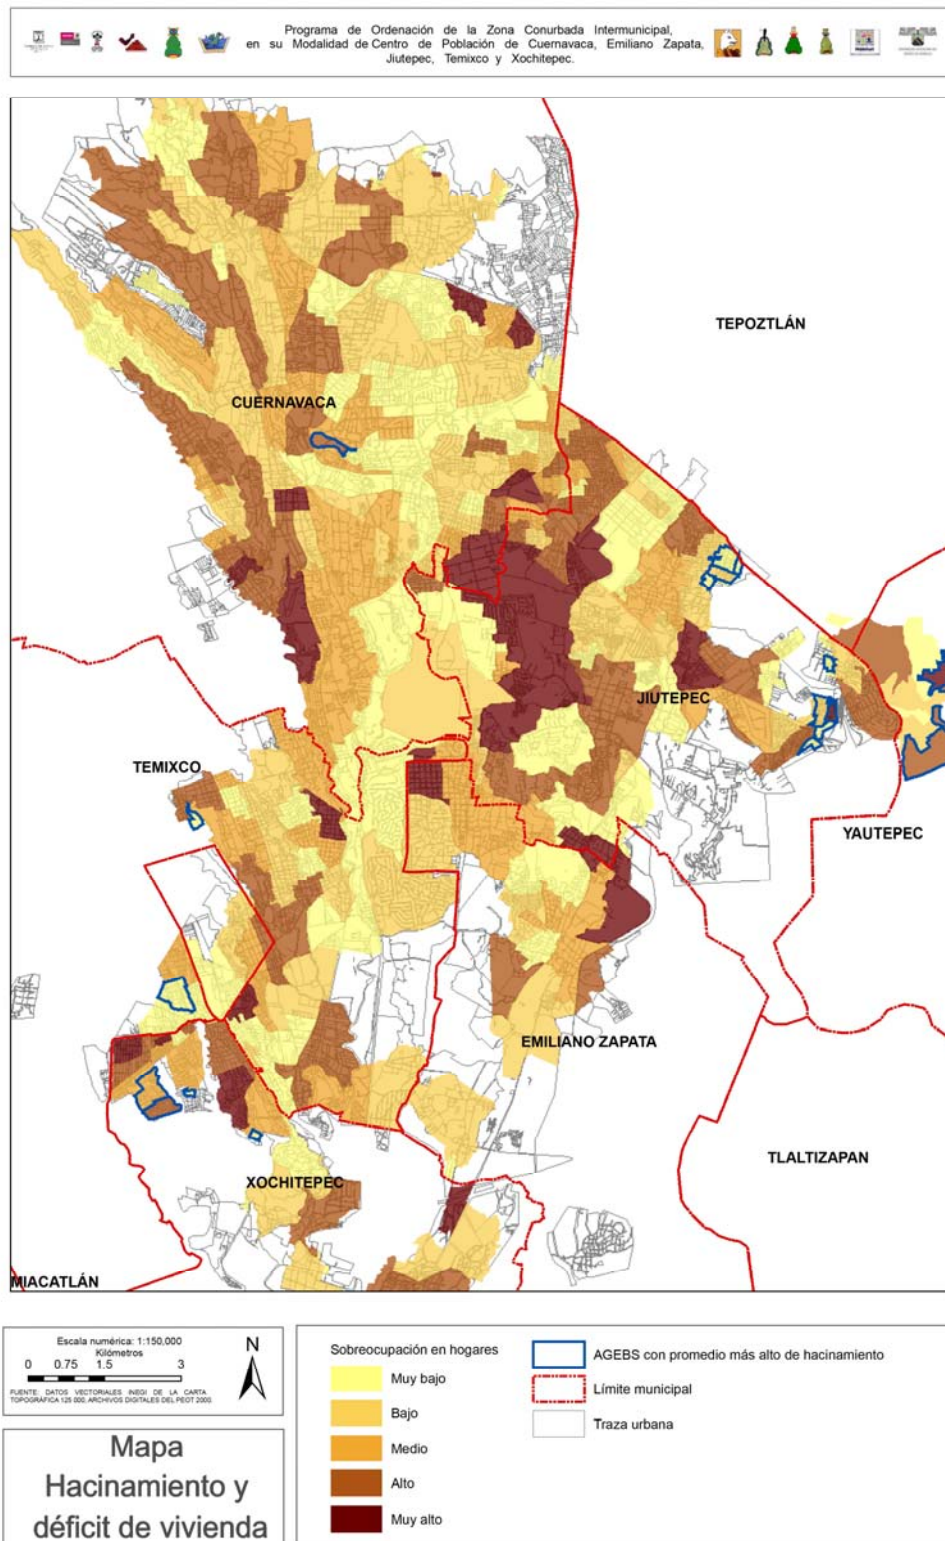 Programa de Ordenación de la Zona Conurbada Intermunicipal,
en su Modalidad de Centro de Población de Cuernavaca, Emiliano Zapata,
Jiutepec, Temixco y Xochitepec.
TEPOZTLÁN
CUERNAVACA
JIUTEPEC
TEMIXCO
YAUTEPEC
EMILIANO ZAPATA
TLALTIZAPAN
XOCHITEPEC
MIACATLÁN
Escala numérica: 1:150,000
Kilómetros
0 0.75 1.5 3
N
FUENTE: DATOS VECTORIALES INEGI DE LA CARTA
TOPOGRÁFICA 125 000, ARCHIVOS DIGITALES DEL PEOT 2000.
Mapa
Hacinamiento y
déficit de vivienda
Sobreocupación en hogares
Muy bajo
Bajo
Medio
Alto
Muy alto
AGEBS con promedio más alto de hacinamiento
Límite municipal
Traza urbana